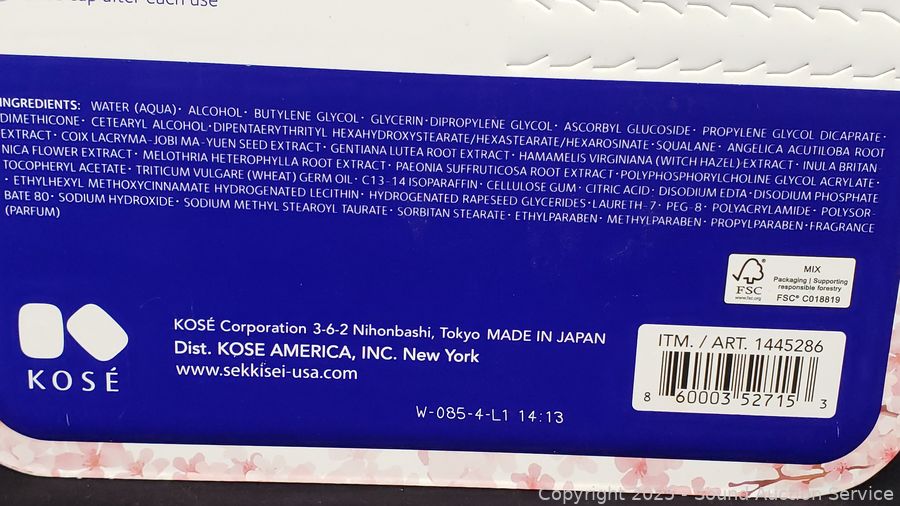 cap after each use
INGREDIENTS: WATER (AQUA)· ALCOHOL· BUTYLENE GLYCOL· GLYCERIN·DIPROPYLENE GLYCOL· ASCORBYL GLUCOSIDE· PROPYLENE GLYCOL DICAPRATE·
DIMETHICONE· CETEARYL ALCOHOL·DIPENTAERYTHRITYL HEXAHYDROXYSTEARATE/HEXASTEARATE/HEXAROSINATE·SQUALANE· ANGELICA ACUTILOBA ROOT
EXTRACT· COIX LACRYMA-JOBI MA-YUEN SEED EXTRACT· GENTIANA LUTEA ROOT EXTRACT· HAMAMELIS VIRGINIANA (WITCH HAZEL) EXTRACT· INULA BRITAN-
NICA FLOWER EXTRACT· MELOTHRIA HETEROPHYLLA ROOT EXTRACT· PAEONIA SUFFRUTICOSA ROOT EXTRACT·POLYPHOSPHORYLCHOLINE GLYCOL ACRYLATE·
TOCOPHERYL ACETATE· TRITICUM VULGARE (WHEAT) GERM OIL· C13-14 ISOPARAFFIN· CELLULOSE GUM· CITRIC ACID· DISODIUM EDTA·DISODIUM PHOSPHATE
· ETHYLHEXYL METHOXYCINNAMATE HYDROGENATED LECITHIN· HYDROGENATED RAPESEED GLYCERIDES·LAURETH-7· PEG-8· POLYACRYLAMIDE· POLYSOR-
BATE 80· SODIUM HYDROXIDE· SODIUM METHYL STEAROYL TAURATE· SORBITAN STEARATE· ETHYLPARABEN· METHYLPARABEN· PROPYLPARABEN·FRAGRANCE
(PARFUM)
FSC
www.fsc.org
MIX
Packaging | Supporting
responsible forestry
FSC® C018819
KOSÉ
KOSÉ Corporation 3-6-2 Nihonbashi, Tokyo MADE IN JAPAN
Dist. KOSE AMERICA, INC. New York
www.sekkisei-usa.com
W-085-4-L1 14:13
ITM. / ART. 1445286
8 60003 52715 3
Copyright 2025 - Sound Auction Service